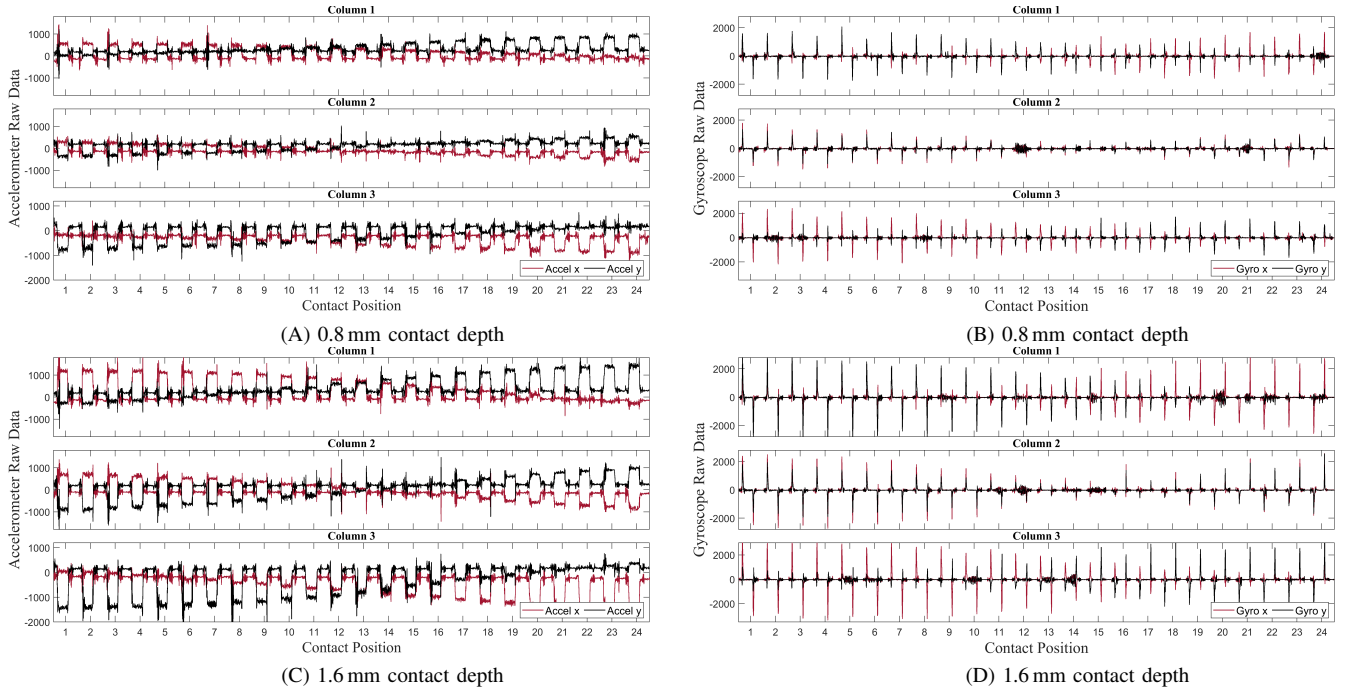 Column 1
1000
0
-1000
Column 2
1000
0
-1000
Column 3
1000
0
-1000
-2000
Accelerometer Raw Data
Accel x Accel y
1 2 3 4 5 6 7 8 9 10 11 12 13 14 15 16 17 18 19 20 21 22 23 24
Contact Position
(A) 0.8 mm contact depth
Column 1
2000
0
-2000
Column 2
2000
0
-2000
Column 3
2000
0
-2000
Gyroscope Raw Data
Gyro x Gyro y
1 2 3 4 5 6 7 8 9 10 11 12 13 14 15 16 17 18 19 20 21 22 23 24
Contact Position
(B) 0.8 mm contact depth
Column 1
1000
0
-1000
Column 2
1000
0
-1000
Column 3
1000
0
-1000
-2000
Accelerometer Raw Data
Accel x Accel y
1 2 3 4 5 6 7 8 9 10 11 12 13 14 15 16 17 18 19 20 21 22 23 24
Contact Position
(C) 1.6 mm contact depth
Column 1
2000
0
-2000
Column 2
2000
0
-2000
Column 3
2000
0
-2000
Gyroscope Raw Data
Gyro x Gyro y
1 2 3 4 5 6 7 8 9 10 11 12 13 14 15 16 17 18 19 20 21 22 23 24
Contact Position
(D) 1.6 mm contact depth